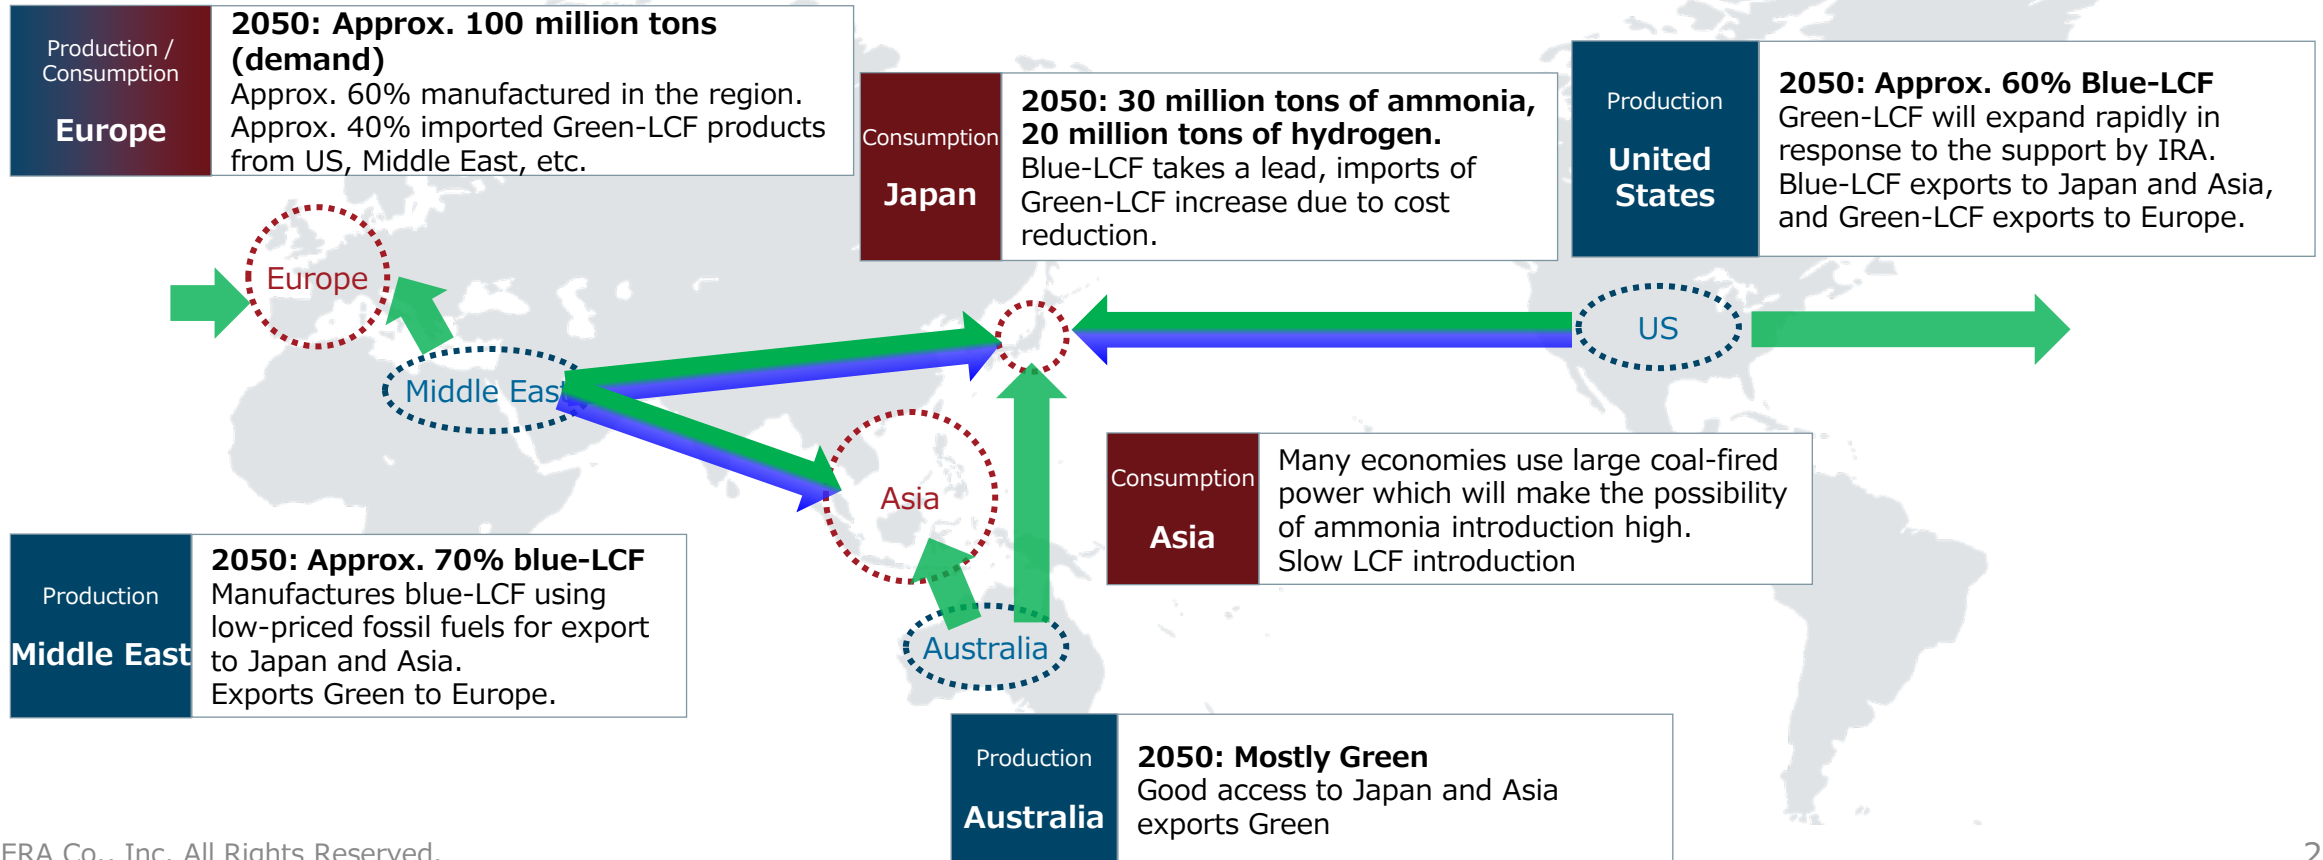 Production /
Consumption
Europe
2050: Approx. 100 million tons
(demand)
Approx. 60% manufactured in the region.
Approx. 40% imported Green-LCF products
from US, Middle East, etc.
Consumption
Japan
2050: 30 million tons of ammonia,
20 million tons of hydrogen.
Blue-LCF takes a lead, imports of
Green-LCF increase due to cost
reduction.
Production
United
States
2050: Approx. 60% Blue-LCF
Green-LCF will expand rapidly in
response to the support by IRA.
Blue-LCF exports to Japan and Asia,
and Green-LCF exports to Europe.
Europe
US
Middle East
Asia
Australia
Consumption
Asia
Many economies use large coal-fired
power which will make the possibility
of ammonia introduction high.
Slow LCF introduction
Production
Middle East
2050: Approx. 70% blue-LCF
Manufactures blue-LCF using
low-priced fossil fuels for export
to Japan and Asia.
Exports Green to Europe.
Production
Australia
2050: Mostly Green
Good access to Japan and Asia
exports Green
ERA Co., Inc. All Rights Reserved.
2